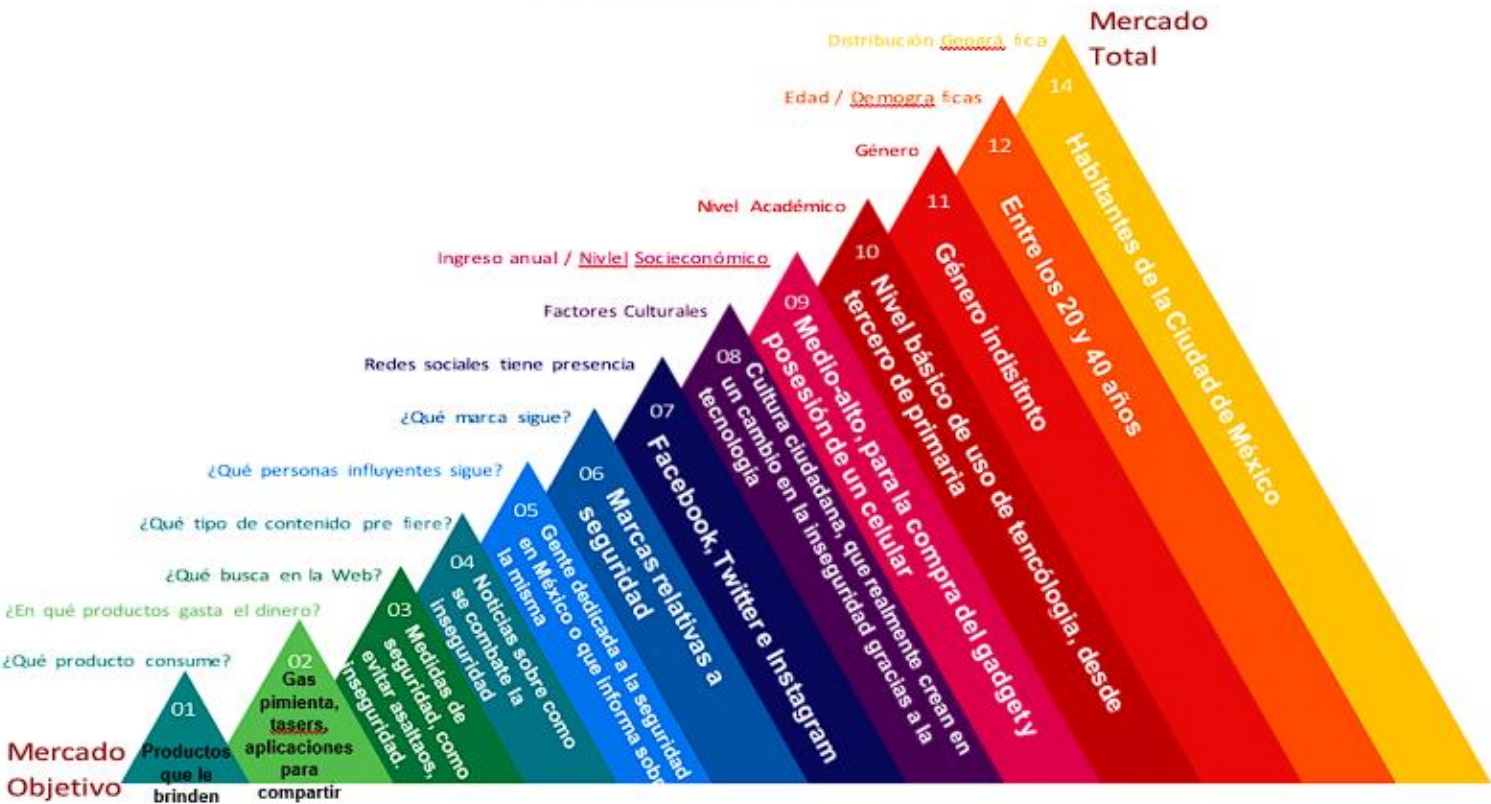 Mercado
Total
Distribución Geográ fica
14
Habitantes de la Ciudad de México
Edad / Demogra ficas
12
Entre los 20 y 40 años
Género
11
Género indisitnto
Nivel Académico
10
Nivel básico de uso de tencólogia, desde
tercero de primaria
Ingreso anual / Nivlel Socieconómico
09
Medio-alto, para la compra del gadget y
posesión de un celular
Factores Culturales
08
Cultura ciudadana, que realmente crean en
un cambio en la inseguridad gracias a la
tecnología
Redes sociales tiene presencia
07
Facebook, Twitter e Instagram
¿Qué marca sigue?
06
Marcas relativas a
seguridad
¿Qué personas influyentes sigue?
05
Gente dedicada a la seguridad
en México o que informa sobre
la misma
¿Qué tipo de contenido pre fiere?
04
Noticias sobre como
se combate la
inseguridad
¿Qué busca en la Web?
03
Medidas de
seguridad, como
evitar asaltaos,
inseguridad.
¿En qué productos gasta el dinero?
02
Gas
pimienta,
tasers,
aplicaciones
para
compartir
¿Qué producto consume?
01
Productos
que le
brinden
Mercado
Objetivo